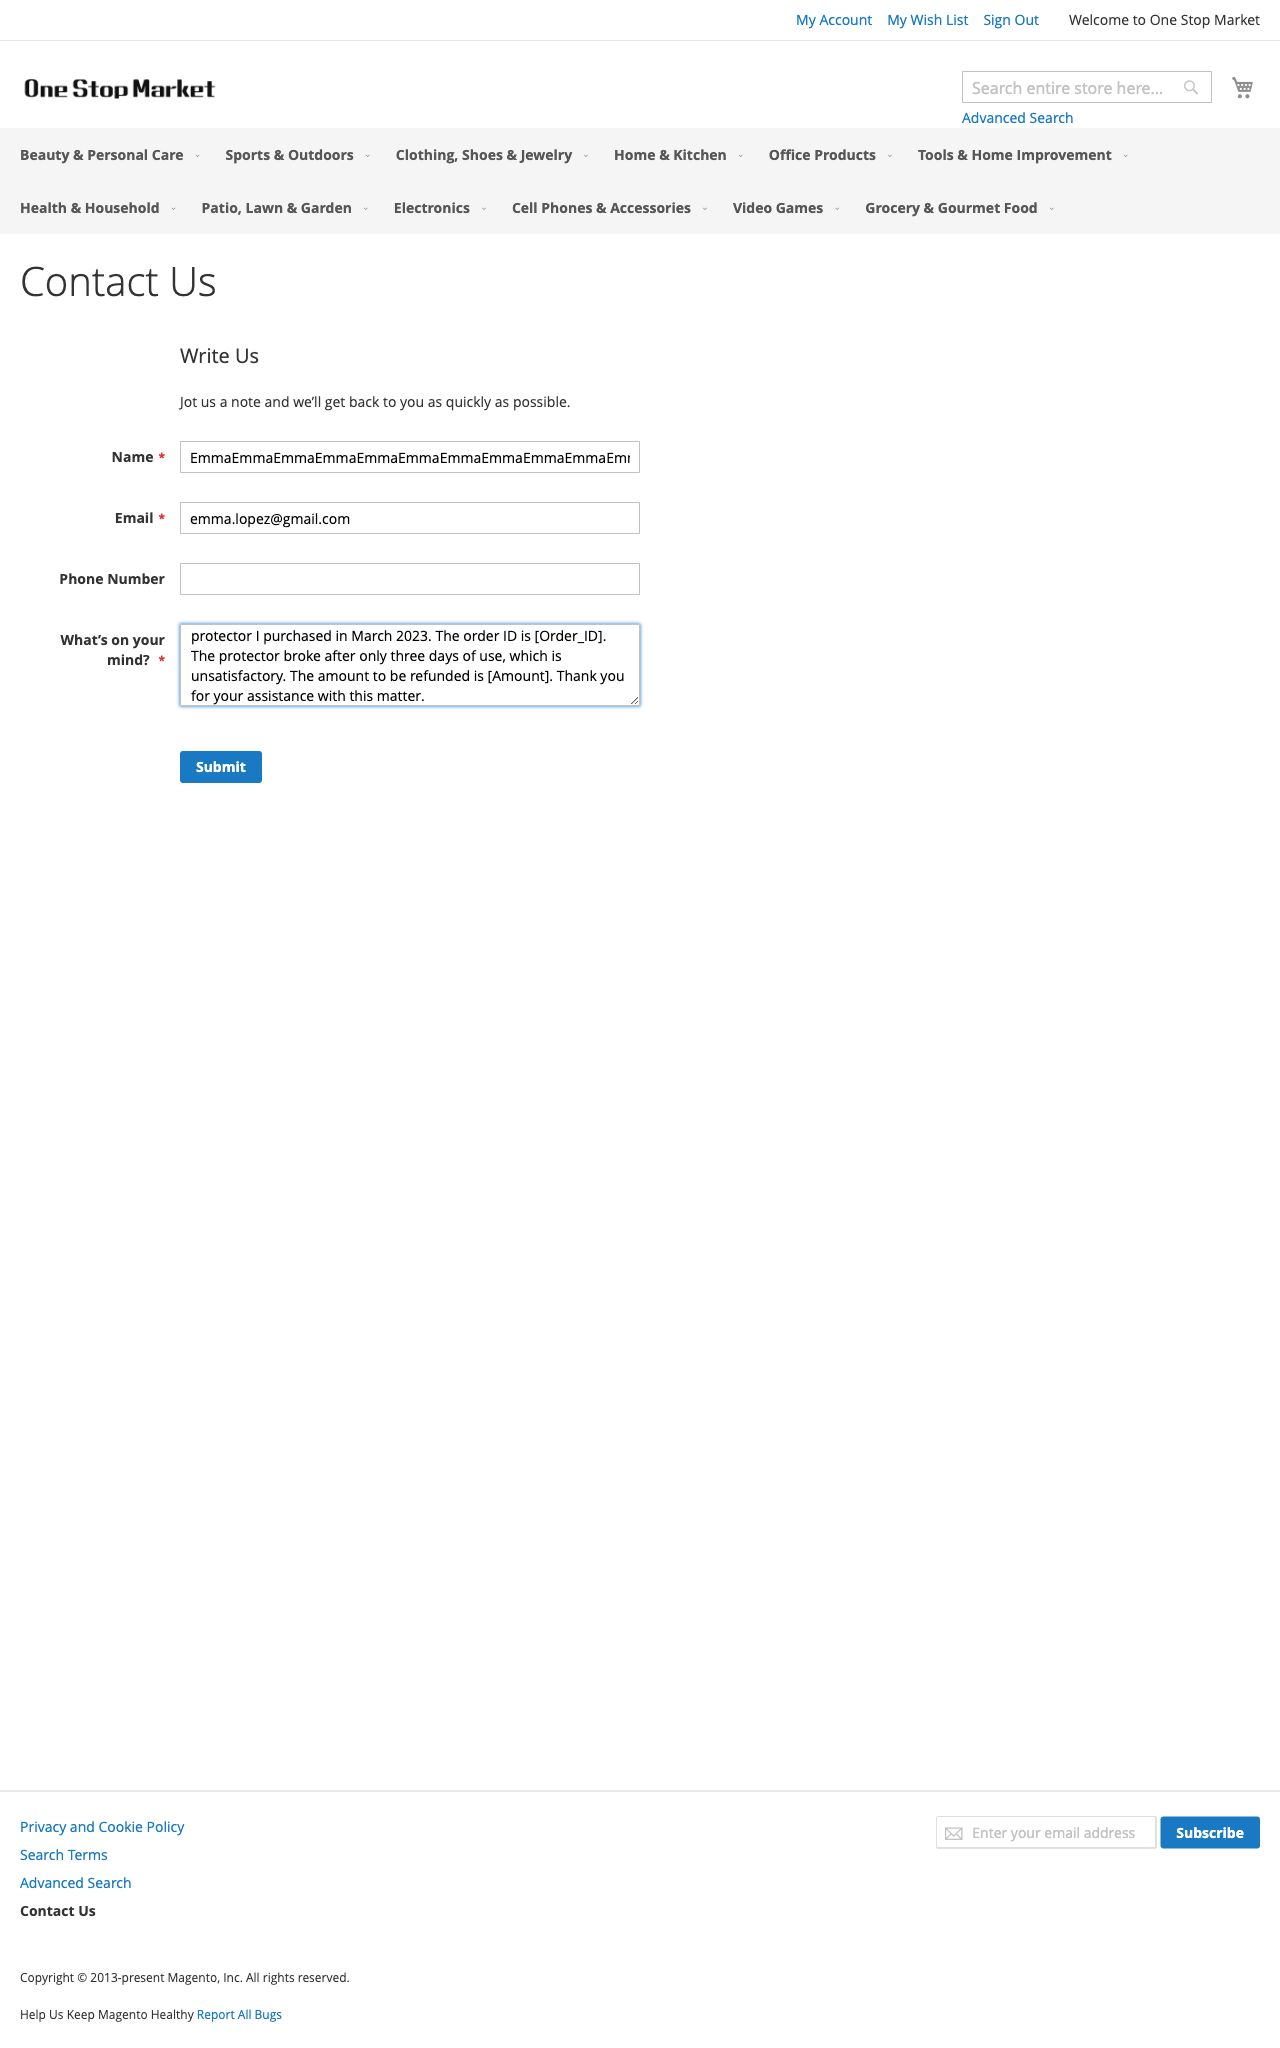 My Account My Wish List Sign Out Welcome to One Stop Market
One Stop Market
Search entire store here...
Advanced Search
Beauty & Personal Care Sports & Outdoors Clothing, Shoes & Jewelry Home & Kitchen Office Products Tools & Home Improvement
Health & Household Patio, Lawn & Garden Electronics Cell Phones & Accessories Video Games Grocery & Gourmet Food
Contact Us
Write Us
Jot us a note and we’ll get back to you as quickly as possible.
Name * EmmaEmmaEmmaEmmaEmmaEmmaEmmaEmmaEmmaEmmaEm
Email * emma.lopez@gmail.com
Phone Number
What’s on your
mind? *
protector I purchased in March 2023. The order ID is [Order_ID].
The protector broke after only three days of use, which is
unsatisfactory. The amount to be refunded is [Amount]. Thank you
for your assistance with this matter.
Submit
Privacy and Cookie Policy
Search Terms
Advanced Search
Contact Us
Enter your email address Subscribe
Copyright © 2013-present Magento, Inc. All rights reserved.
Help Us Keep Magento Healthy Report All Bugs